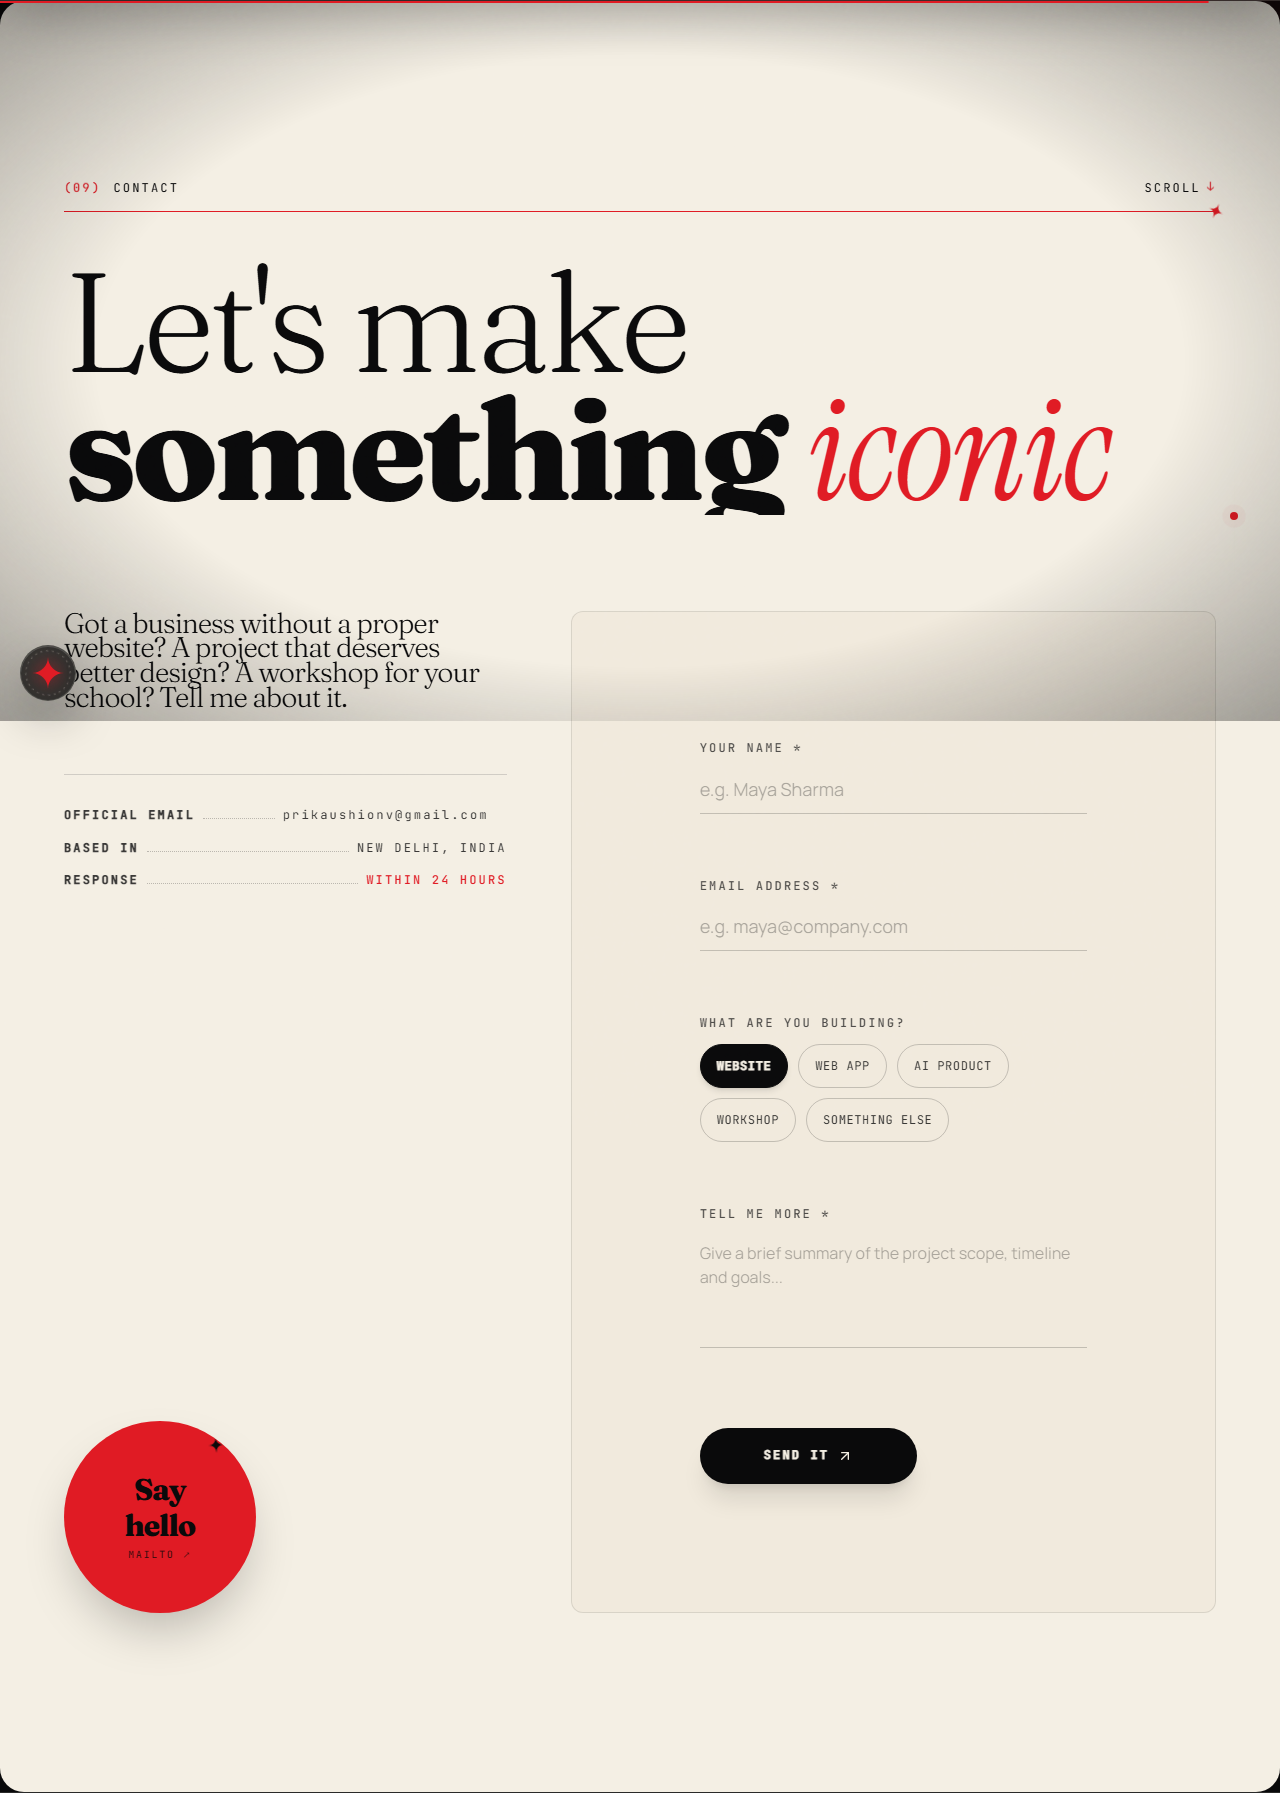 (09) CONTACT
SCROLL ↓
Let's make
something iconic
Got a business without a proper
website? A project that deserves
better design? A workshop for your
school? Tell me about it.
OFFICIAL EMAIL prikaushionv@gmail.com
BASED IN NEW DELHI, INDIA
RESPONSE WITHIN 24 HOURS
Say
hello
MAILTO ↗
YOUR NAME *
e.g. Maya Sharma
EMAIL ADDRESS *
e.g. maya@company.com
WHAT ARE YOU BUILDING?
WEBSITE WEB APP AI PRODUCT
WORKSHOP SOMETHING ELSE
TELL ME MORE *
Give a brief summary of the project scope, timeline
and goals...
SEND IT ↗